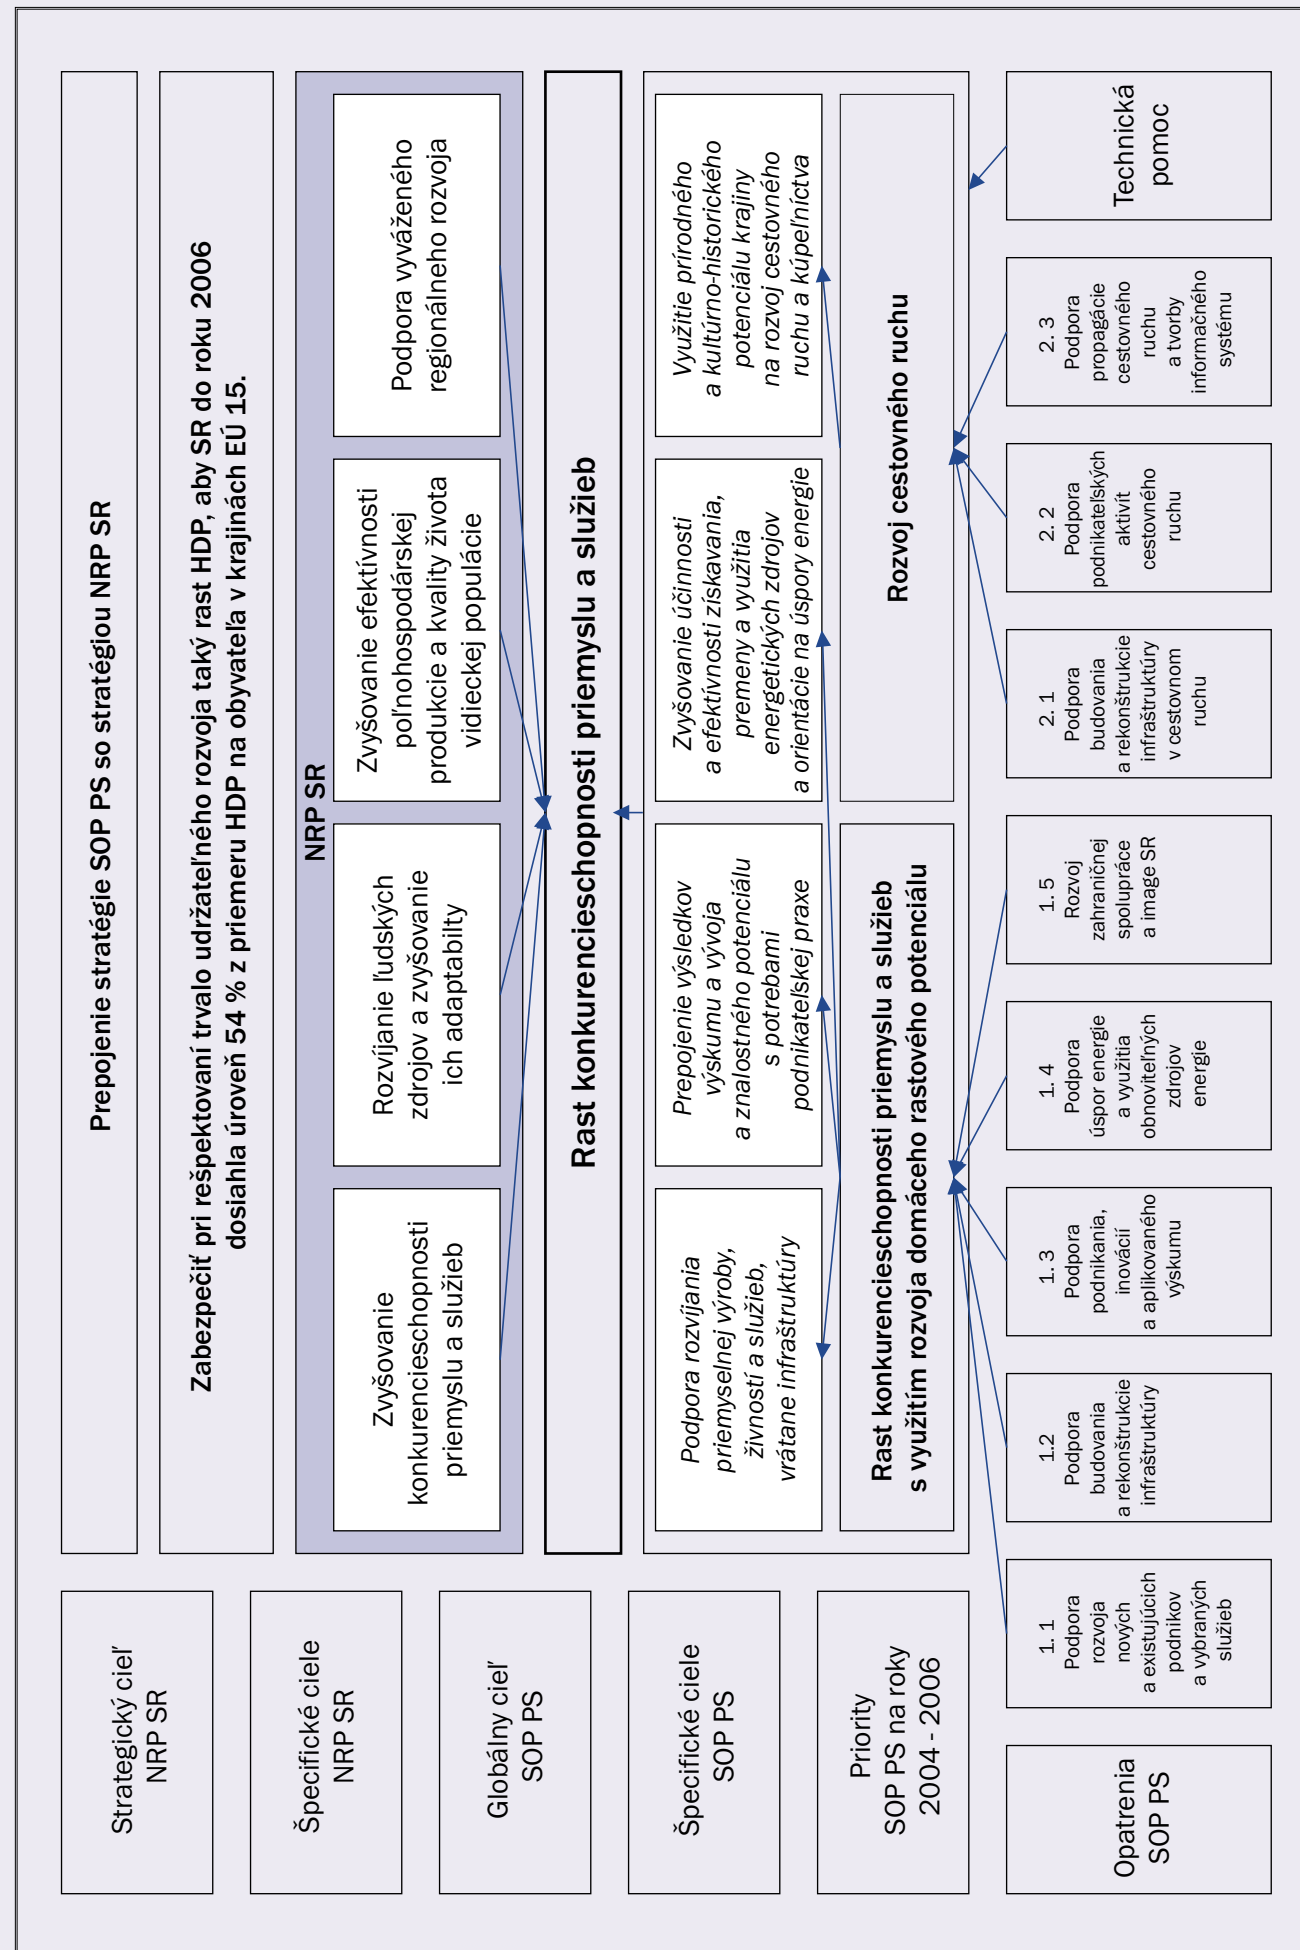 Prepojenie stratégie SOP PS so stratégiou NRP SR
Strategický cieľ
NRP SR
Zabezpečiť pri rešpektovaní trvalo udržateľného rozvoja taký rast HDP, aby SR do roku 2006
dosiahla úroveň 54 % z priemeru HDP na obyvateľa v krajinách EÚ 15.
Špecifické ciele
NRP SR
NRP SR
Zvyšovanie
konkurencieschopnosti
priemyslu a služieb
Rozvíjanie ľudských
zdrojov a zvyšovanie
ich adaptabilty
Zvyšovanie efektívnosti
poľnohospodárskej
produkcie a kvality života
vidieckej populácie
Podpora vyváženého
regionálneho rozvoja
Globálny cieľ
SOP PS
Rast konkurencieschopnosti priemyslu a služieb
Špecifické ciele
SOP PS
Podpora rozvíjania
priemyselnej výroby,
živností a služieb,
vrátane infraštruktúry
Prepojenie výsledkov
výskumu a vývoja
a znalostného potenciálu
s potrebami
podnikateľskej praxe
Zvyšovanie účinnosti
a efektívnosti získavania,
premeny a využitia
energetických zdrojov
a orientácie na úspory energie
Využitie prírodného
a kultúrno-historického
potenciálu krajiny
na rozvoj cestovného
ruchu a kúpeľníctva
Priority
SOP PS na roky
2004 - 2006
Rast konkurencieschopnosti priemyslu a služieb
s využitím rozvoja domáceho rastového potenciálu
Rozvoj cestovného ruchu
Opatrenia
SOP PS
1. 1
Podpora
rozvoja
nových
a existujúcich
podnikov
a vybraných
služieb
1.2
Podpora
budovania
a rekonštrukcie
infraštruktúry
1. 3
Podpora
podnikania,
inovácií
a aplikovaného
výskumu
1. 4
Podpora
úspor energie
a využitia
obnoviteľných
zdrojov
energie
1. 5
Rozvoj
zahraničnej
spolupráce
a image SR
2. 1
Podpora
budovania
a rekonštrukcie
infraštruktúry
v cestovnom
ruchu
2. 2
Podpora
podnikateľských
aktivít
cestovného
ruchu
2. 3
Podpora
propagácie
cestovného
ruchu
a tvorby
informačného
systému
Technická
pomoc